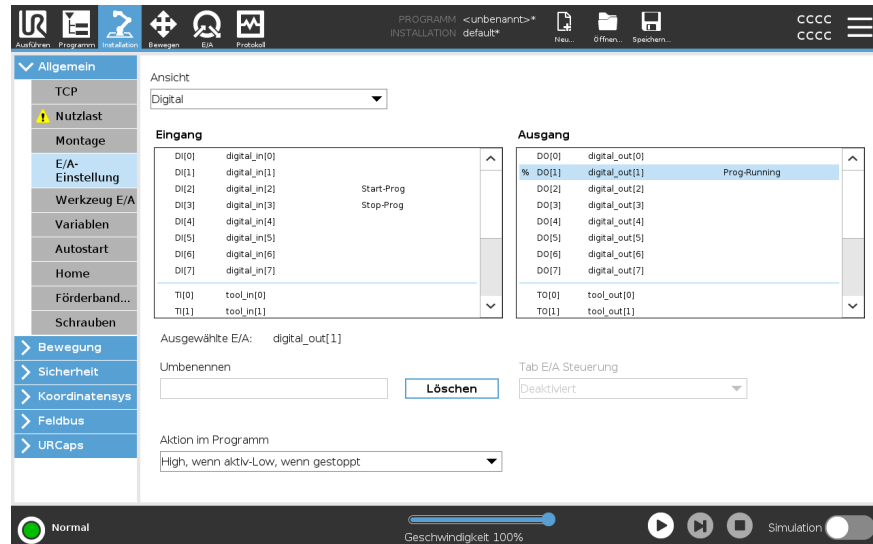 PROGRAMM <unbenannt>*
INSTALLATION default*
cccc
cccc
Ausführen Programm Installation Bewegen E/A Protokoll Neu... Öffnen... Speichern...
Allgemein
TCP
Nutzlast
Montage
E/A-
Einstellung
Werkzeug E/A
Variablen
Autostart
Home
Förderband...
Schrauben
Bewegung
Sicherheit
Koordinatensys
Feldbus
URCaps
Ansicht
Digital
Eingang
DI[0] digital_in[0]
DI[1] digital_in[1]
DI[2] digital_in[2] Start-Prog
DI[3] digital_in[3] Stop-Prog
DI[4] digital_in[4]
DI[5] digital_in[5]
DI[6] digital_in[6]
DI[7] digital_in[7]
TI[0] tool_in[0]
TI[1] tool_in[1]
Ausgang
DO[0] digital_out[0]
% DO[1] digital_out[1] Prog-Running
DO[2] digital_out[2]
DO[3] digital_out[3]
DO[4] digital_out[4]
DO[5] digital_out[5]
DO[6] digital_out[6]
DO[7] digital_out[7]
TO[0] tool_out[0]
TO[1] tool_out[1]
Ausgewählte E/A: digital_out[1]
Umbenennen
Löschen
Tab E/A Steuerung
Deaktiviert
Aktion im Programm
High, wenn aktiv-Low, wenn gestoppt
Normal
Geschwindigkeit 100%
Simulation